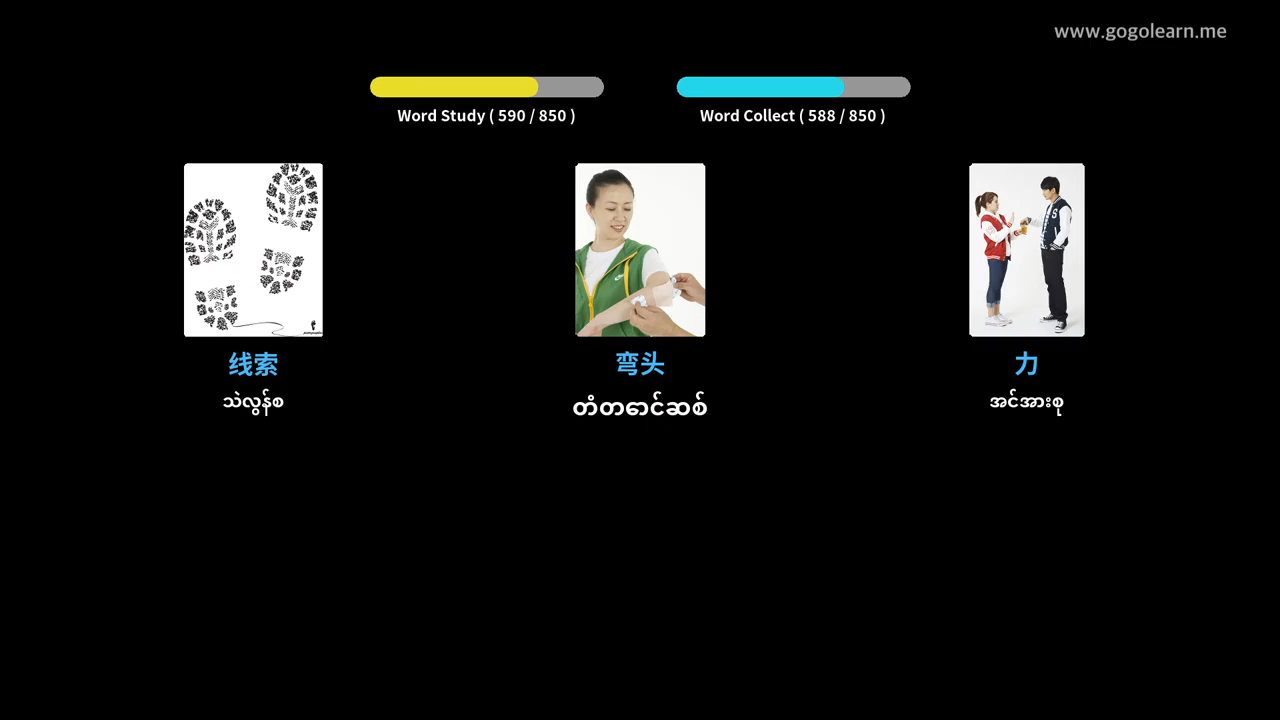 www.gogolearn.me
Word Study ( 590 / 850 )
Word Collect ( 588 / 850 )
线索
弯头
力
သဲလွန်စ
တံတောင်ဆစ်
အင်အားစု